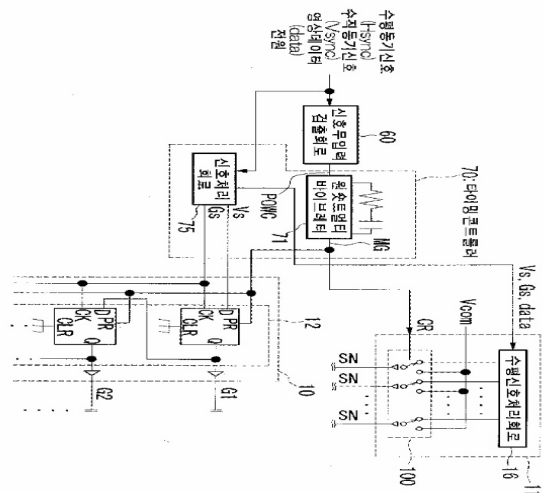 수평동기신호
(Hsync)
수직동기신호
(Vsync)
영상데이터
(data)
전원
신호무입력
검출회로
60
70:타이밍콘트롤러
원숏트멀티
바이브레터
71
MG
POWC
신호처리
회로
75
Gs
Vs
Vs, Gs, data
Vcom
CR
수평신호처리회로
16
SN
SN
SN
100
12
10
D PR
CK
CLR
Q
G1
D PR
CK
CLR
Q
G2